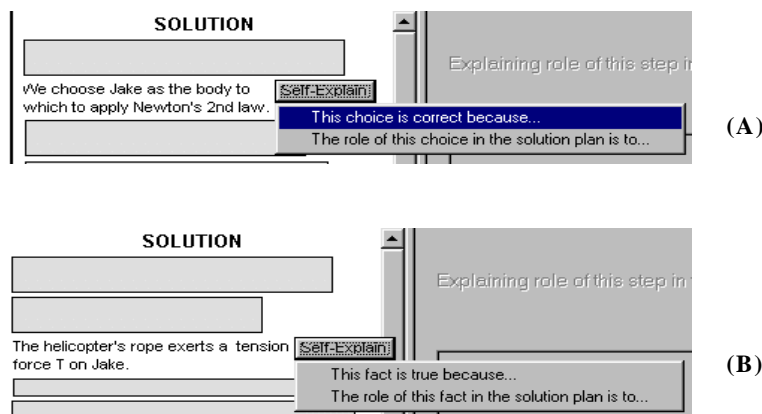 SOLUTION
Explaining role of this step in
We choose Jake as the body to
which to apply Newton's 2nd law.
Self-Explain
This choice is correct because...
The role of this choice in the solution plan is to...
(A)
SOLUTION
Explaining role of this step in
The helicopter's rope exerts a tension
force T on Jake.
Self-Explain
This fact is true because...
The role of this fact in the solution plan is to...
(B)